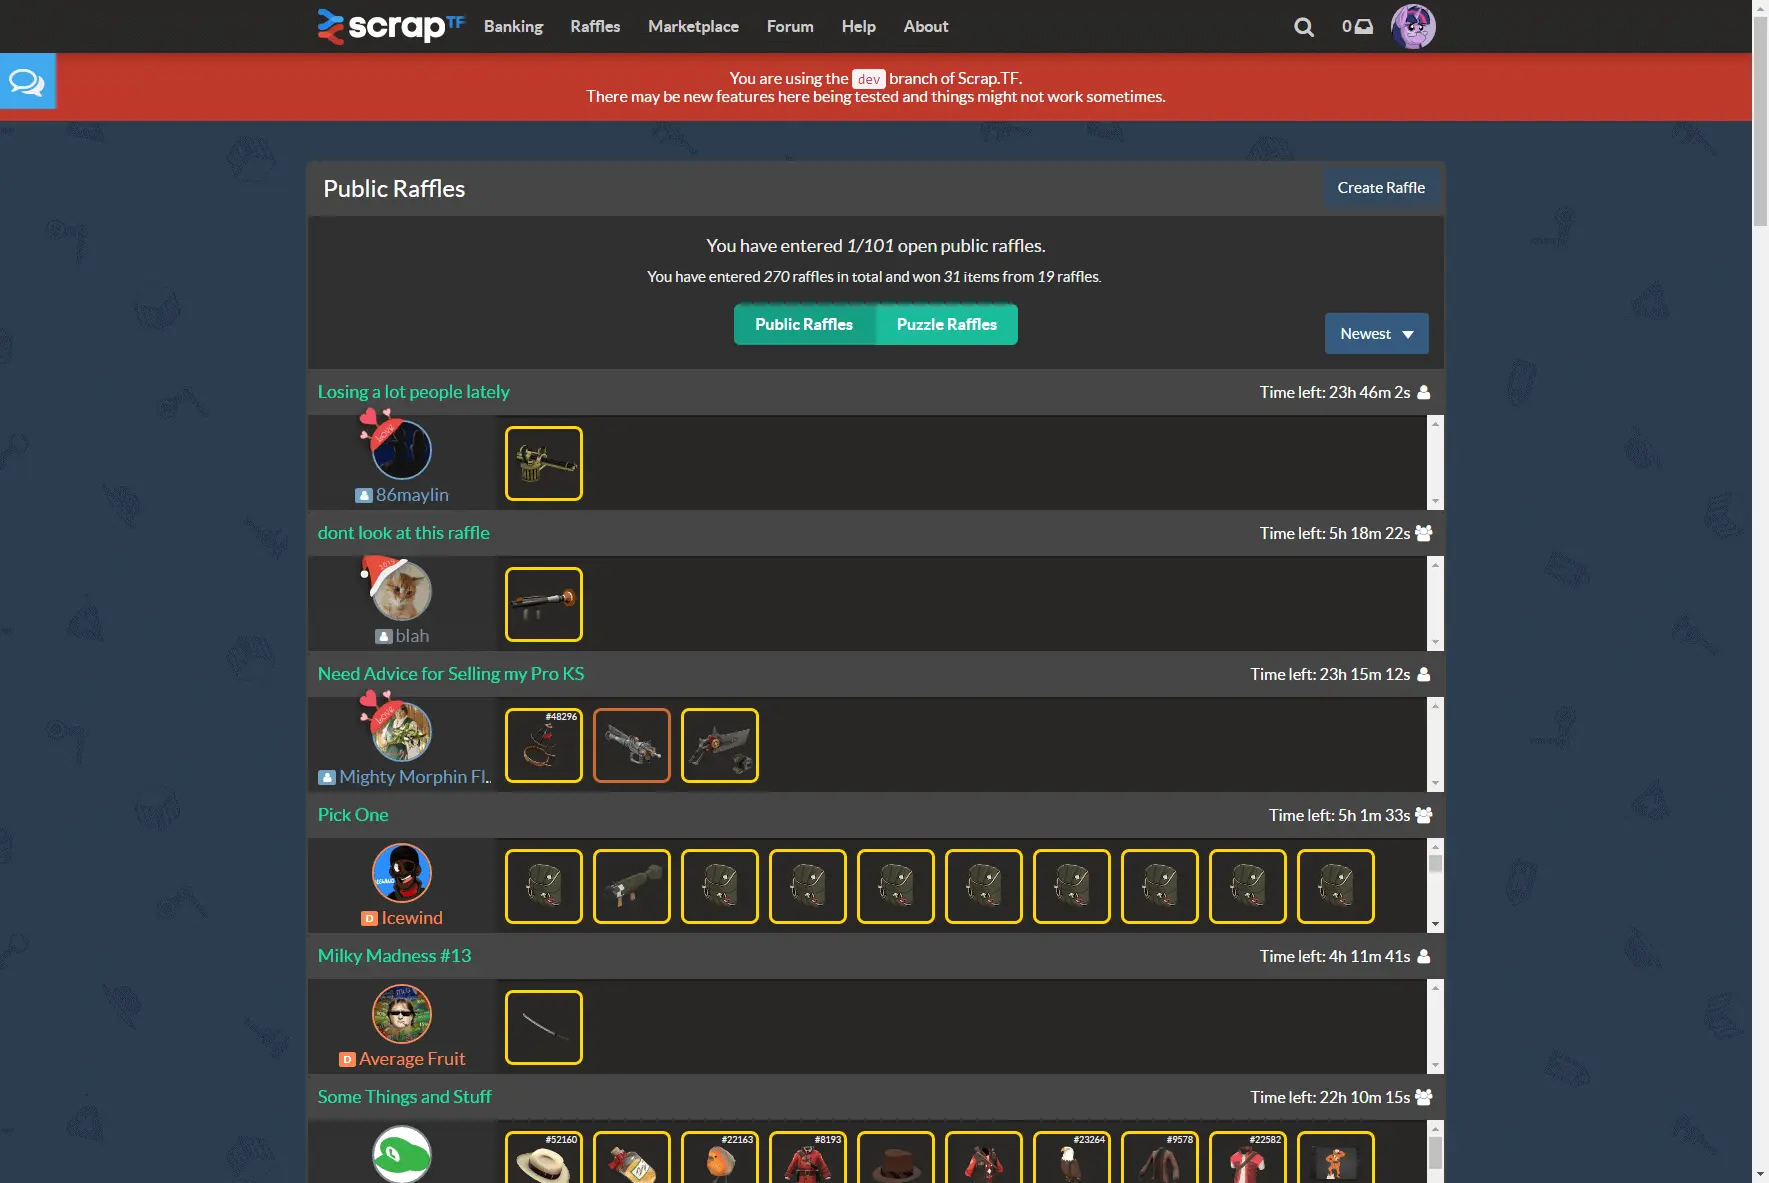 scrap TF
Banking
Raffles
Marketplace
Forum
Help
About
0
You are using the dev branch of Scrap.TF.
There may be new features here being tested and things might not work sometimes.
Public Raffles
Create Raffle
You have entered 1/101 open public raffles.
You have entered 270 raffles in total and won 31 items from 19 raffles.
Public Raffles
Puzzle Raffles
Newest
Losing a lot people lately
Time left: 23h 46m 2s
86maylin
dont look at this raffle
Time left: 5h 18m 22s
blah
Need Advice for Selling my Pro KS
Time left: 23h 15m 12s
#48296
Mighty Morphin Fl..
Pick One
Time left: 5h 1m 33s
D Icewind
Milky Madness #13
Time left: 4h 11m 41s
D Average Fruit
Some Things and Stuff
Time left: 22h 10m 15s
#52160
#22163
#8193
#23264
#9578
#22582